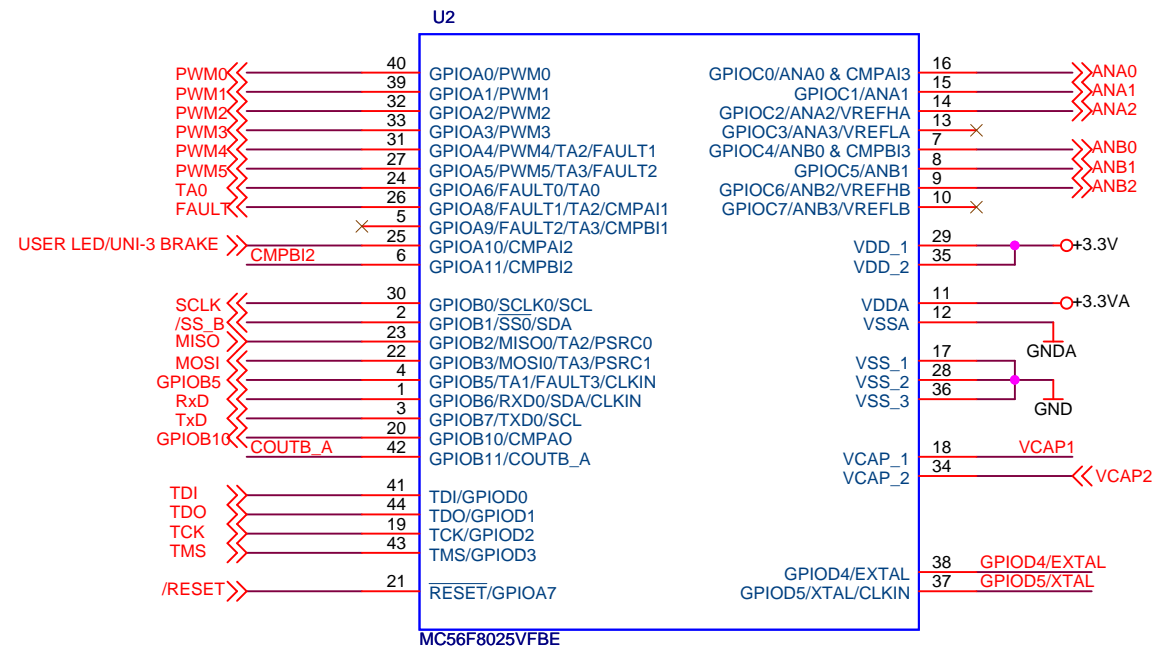 U2
PWM0 40 GPIOA0/PWM0
PWM1 39 GPIOA1/PWM1
PWM2 32 GPIOA2/PWM2
PWM3 33 GPIOA3/PWM3
PWM4 31 GPIOA4/PWM4/TA2/FAULT1
PWM5 27 GPIOA5/PWM5/TA3/FAULT2
TA0 24 GPIOA6/FAULT0/TA0
FAULT 26 GPIOA8/FAULT1/TA2/CMPAI1
5 GPIOA9/FAULT2/TA3/CMPBI1
USER LED/UNI-3 BRAKE 25 GPIOA10/CMPAI2
CMPBI2 6 GPIOA11/CMPBI2
SCLK 30 GPIOB0/SCLK0/SCL
/SS_B 2 GPIOB1/SS0/SDA
MISO 23 GPIOB2/MISO0/TA2/PSRC0
MOSI 22 GPIOB3/MOSI0/TA3/PSRC1
GPIOB5 4 GPIOB5/TA1/FAULT3/CLKIN
RxD 1 GPIOB6/RXD0/SDA/CLKIN
TxD 3 GPIOB7/TXD0/SCL
GPIOB10 20 GPIOB10/CMPAO
COUTB_A 42 GPIOB11/COUTB_A
TDI 41 TDI/GPIOD0
TDO 44 TDO/GPIOD1
TCK 19 TCK/GPIOD2
TMS 43 TMS/GPIOD3
/RESET 21 RESET/GPIOA7
GPIOC0/ANA0 & CMPAI3 16 ANA0
GPIOC1/ANA1 15 ANA1
GPIOC2/ANA2/VREFHA 14 ANA2
GPIOC3/ANA3/VREFLA 13
GPIOC4/ANB0 & CMPBI3 7 ANB0
GPIOC5/ANB1 8 ANB1
GPIOC6/ANB2/VREFHB 9 ANB2
GPIOC7/ANB3/VREFLB 10
VDD_1 29 +3.3V
VDD_2 35
VDDA 11 +3.3VA
VSSA 12
GNDA
VSS_1 17
VSS_2 28
VSS_3 36
GND
VCAP_1 18 VCAP1
VCAP_2 34 VCAP2
GPIOD4/EXTAL 38 GPIOD4/EXTAL
GPIOD5/XTAL/CLKIN 37 GPIOD5/XTAL
MC56F8025VFBE